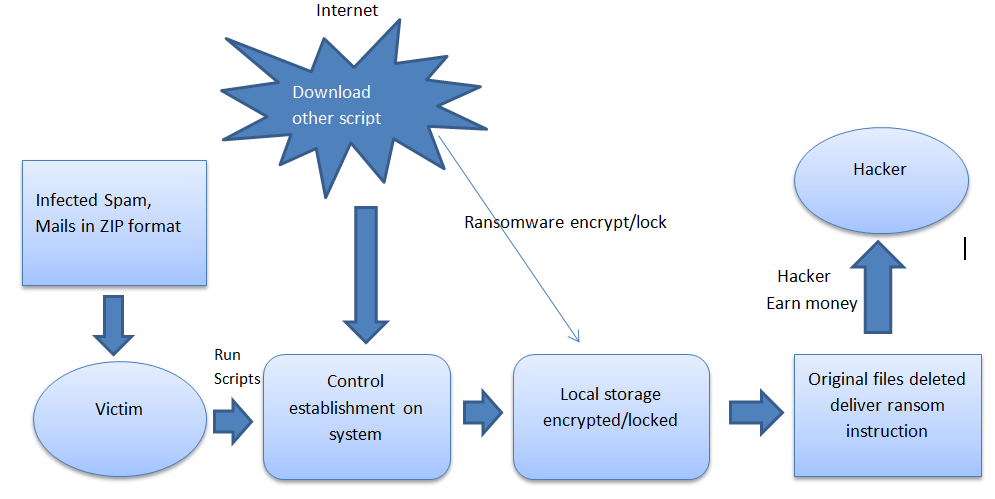 Internet
Download
other script
Infected Spam,
Mails in ZIP format
Hacker
Ransomware encrypt/lock
Hacker
Earn money
Run
Scripts
Victim
Control
establishment on
system
Local storage
encrypted/locked
Original files deleted
deliver ransom
instruction